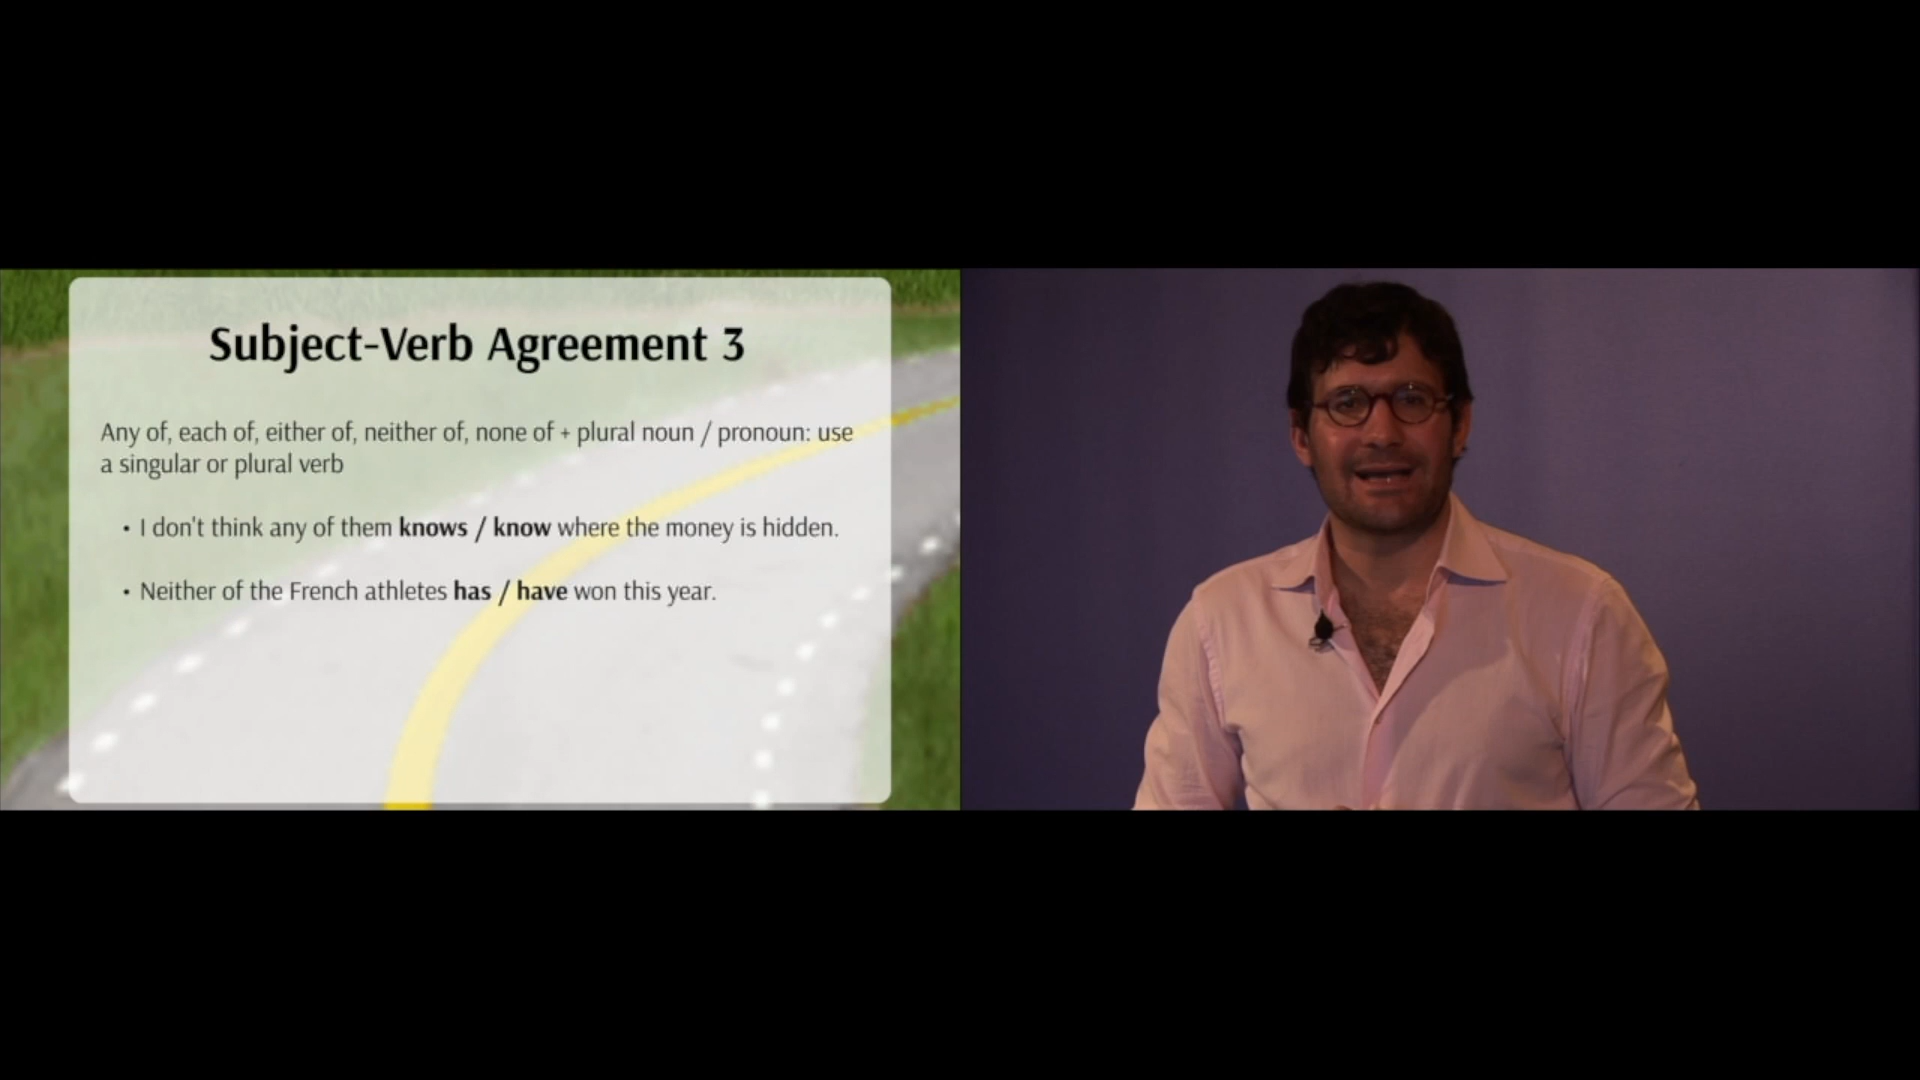 Subject-Verb Agreement 3
Any of, each of, either of, neither of, none of + plural noun / pronoun: use
a singular or plural verb
• I don't think any of them knows / know where the money is hidden.
• Neither of the French athletes has / have won this year.